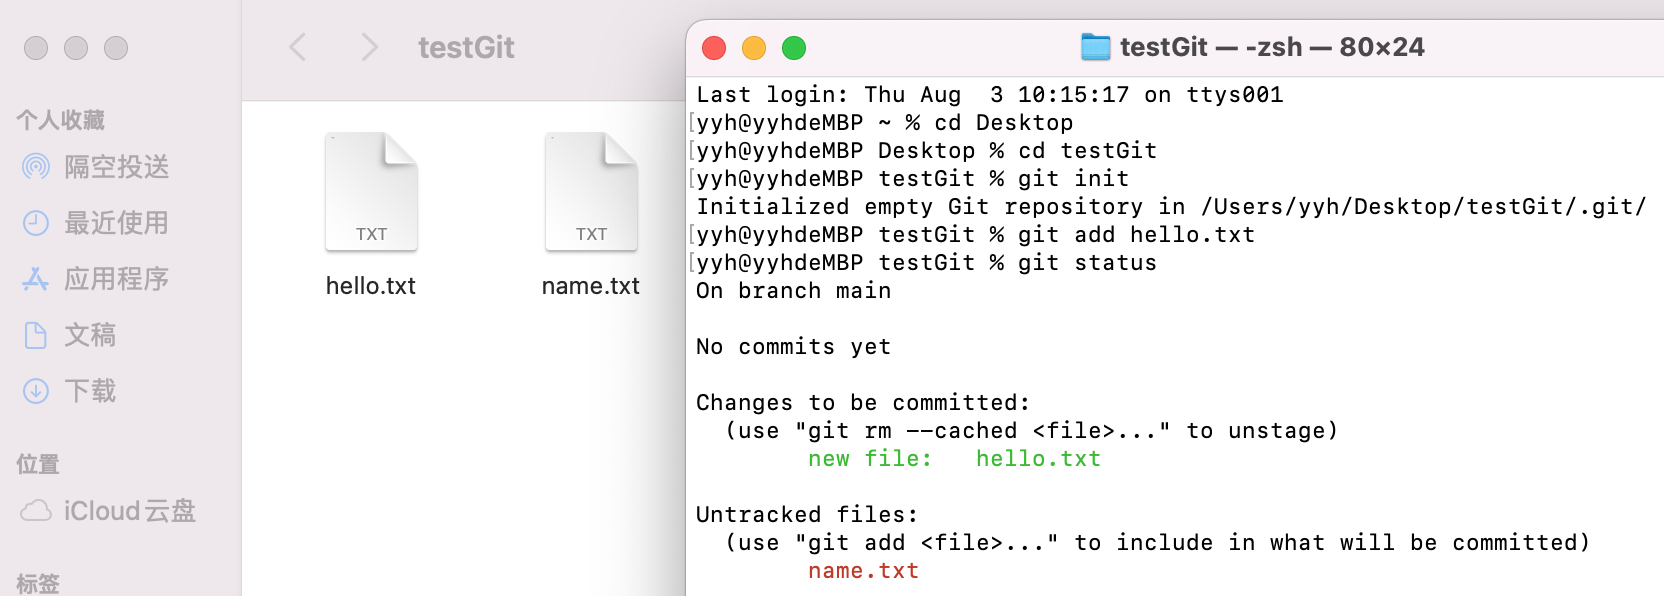 testGit
个人收藏
隔空投送
最近使用
应用程序
文稿
下载
位置
iCloud云盘
标签
TXT
hello.txt
TXT
name.txt
testGit — -zsh — 80×24
Last login: Thu Aug  3 10:15:17 on ttys001
[yyh@yyhdeMBP ~ % cd Desktop
[yyh@yyhdeMBP Desktop % cd testGit
[yyh@yyhdeMBP testGit % git init
Initialized empty Git repository in /Users/yyh/Desktop/testGit/.git/
[yyh@yyhdeMBP testGit % git add hello.txt
[yyh@yyhdeMBP testGit % git status
On branch main
No commits yet
Changes to be committed:
  (use "git rm --cached <file>..." to unstage)
        new file:   hello.txt
Untracked files:
  (use "git add <file>..." to include in what will be committed)
        name.txt